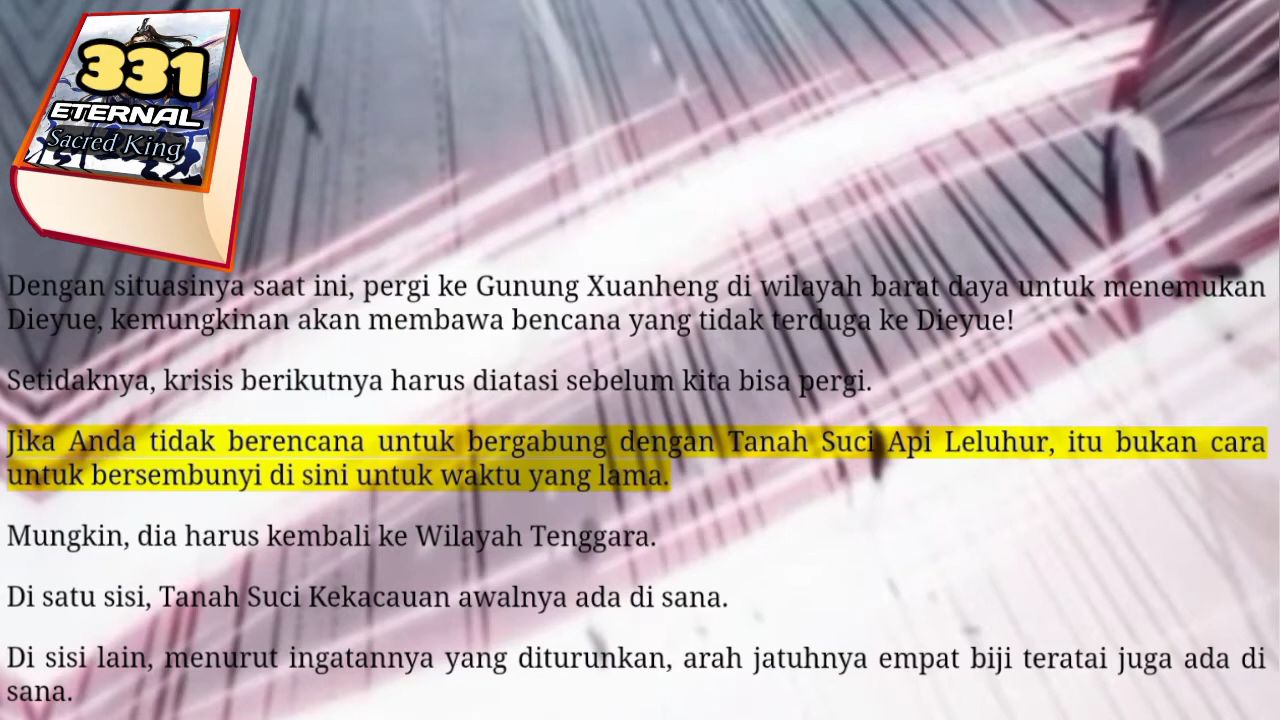 331
ETERNAL
Sacred King
Dengan situasinya saat ini, pergi ke Gunung Xuanheng di wilayah barat daya untuk menemukan
Dieyue, kemungkinan akan membawa bencana yang tidak terduga ke Dieyue!
Setidaknya, krisis berikutnya harus diatasi sebelum kita bisa pergi.
Jika Anda tidak berencana untuk bergabung dengan Tanah Suci Api Leluhur, itu bukan cara
untuk bersembunyi di sini untuk waktu yang lama.
Mungkin, dia harus kembali ke Wilayah Tenggara.
Di satu sisi, Tanah Suci Kekacauan awalnya ada di sana.
Di sisi lain, menurut ingatannya yang diturunkan, arah jatuhnya empat biji teratai juga ada di
sana.